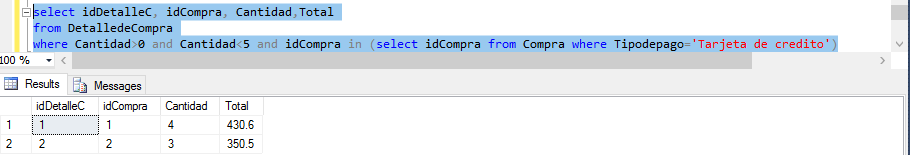 select idDetalleC, idCompra, Cantidad,Total
from DetalledeCompra
where Cantidad>0 and Cantidad<5 and idCompra in (select idCompra from Compra where Tipodepago='Tarjeta de credito')
100 %
Results Messages
idDetalleC idCompra Cantidad Total
1 1 1 4 430.6
2 2 2 3 350.5